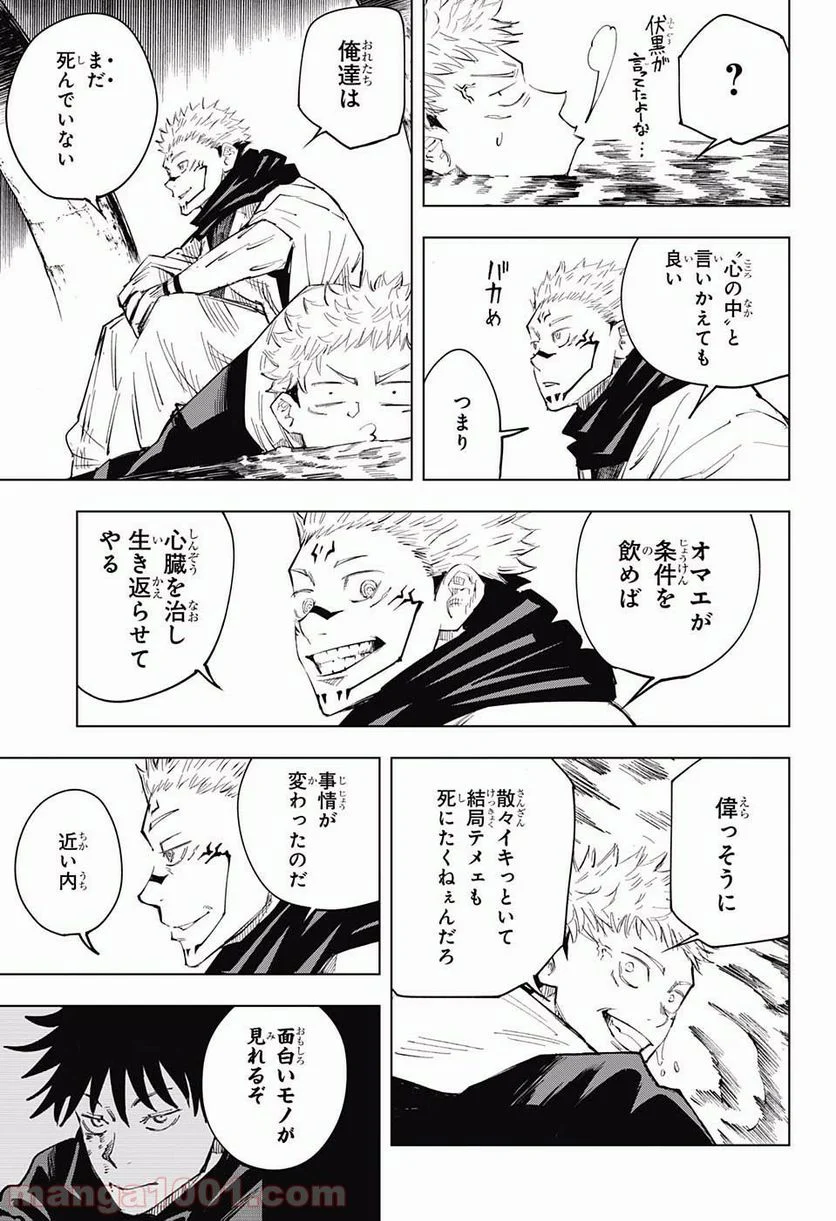 ？
伏黒が
言ってたよーな…
〝心の中〟と
言いかえても
良い
バカめ
つまり
俺達は
まだ
死んでいない
オマエが
条件を
飲めば
心臓を治し
生き返らせて
やる
偉っそうに
散々イキっといて
結局テメェも
死にたくねぇんだろ
事情が
変わったのだ
近い内
面白いモノが
見れるぞ
manga1001.com